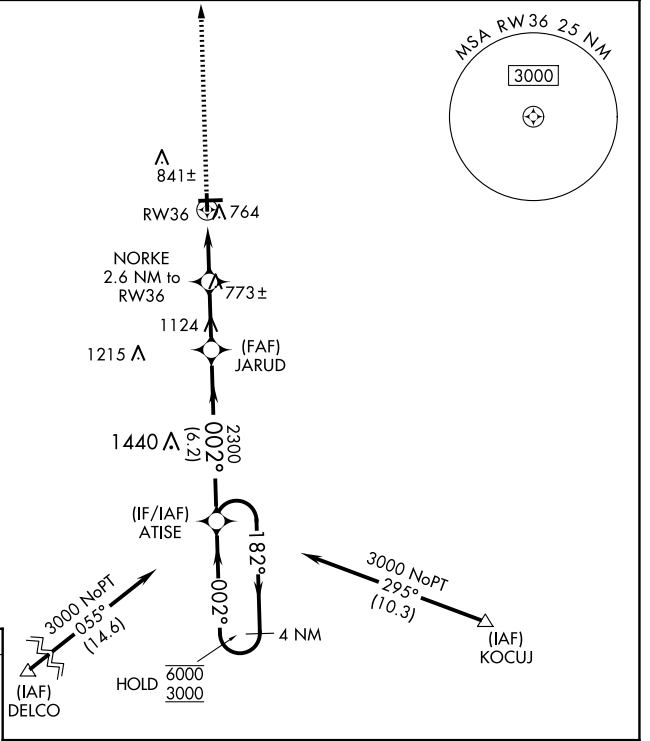 MSA RW36 25 NM
3000
841±
RW36
764
NORKE
2.6 NM to
RW36
773±
1124
1215
(FAF)
JARUD
1440
2300
002°
(6.2)
(IF/IAF)
ATISE
182°
002°
3000 NoPT
295°
(10.3)
(IAF)
KOCUJ
3000 NoPT
055°
(14.6)
(IAF)
DELCO
4 NM
HOLD
6000
3000